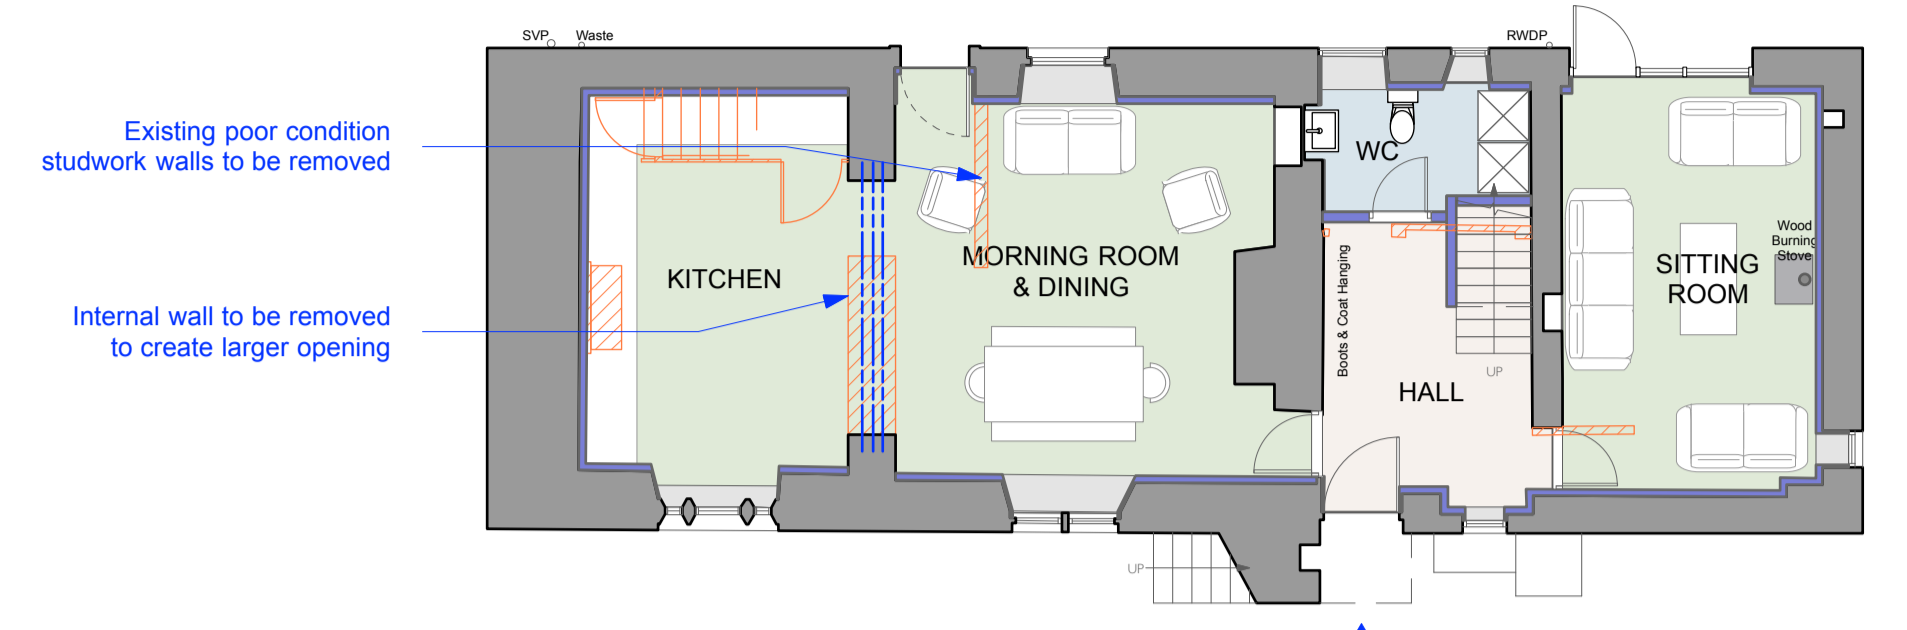 SVP
Waste
RWDP
Existing poor condition
studwork walls to be removed
WC
KITCHEN
MORNING ROOM
& DINING
Boots & Coat Hanging
Wood
Burning
Stove
SITTING
ROOM
Internal wall to be removed
to create larger opening
UP
HALL
UP